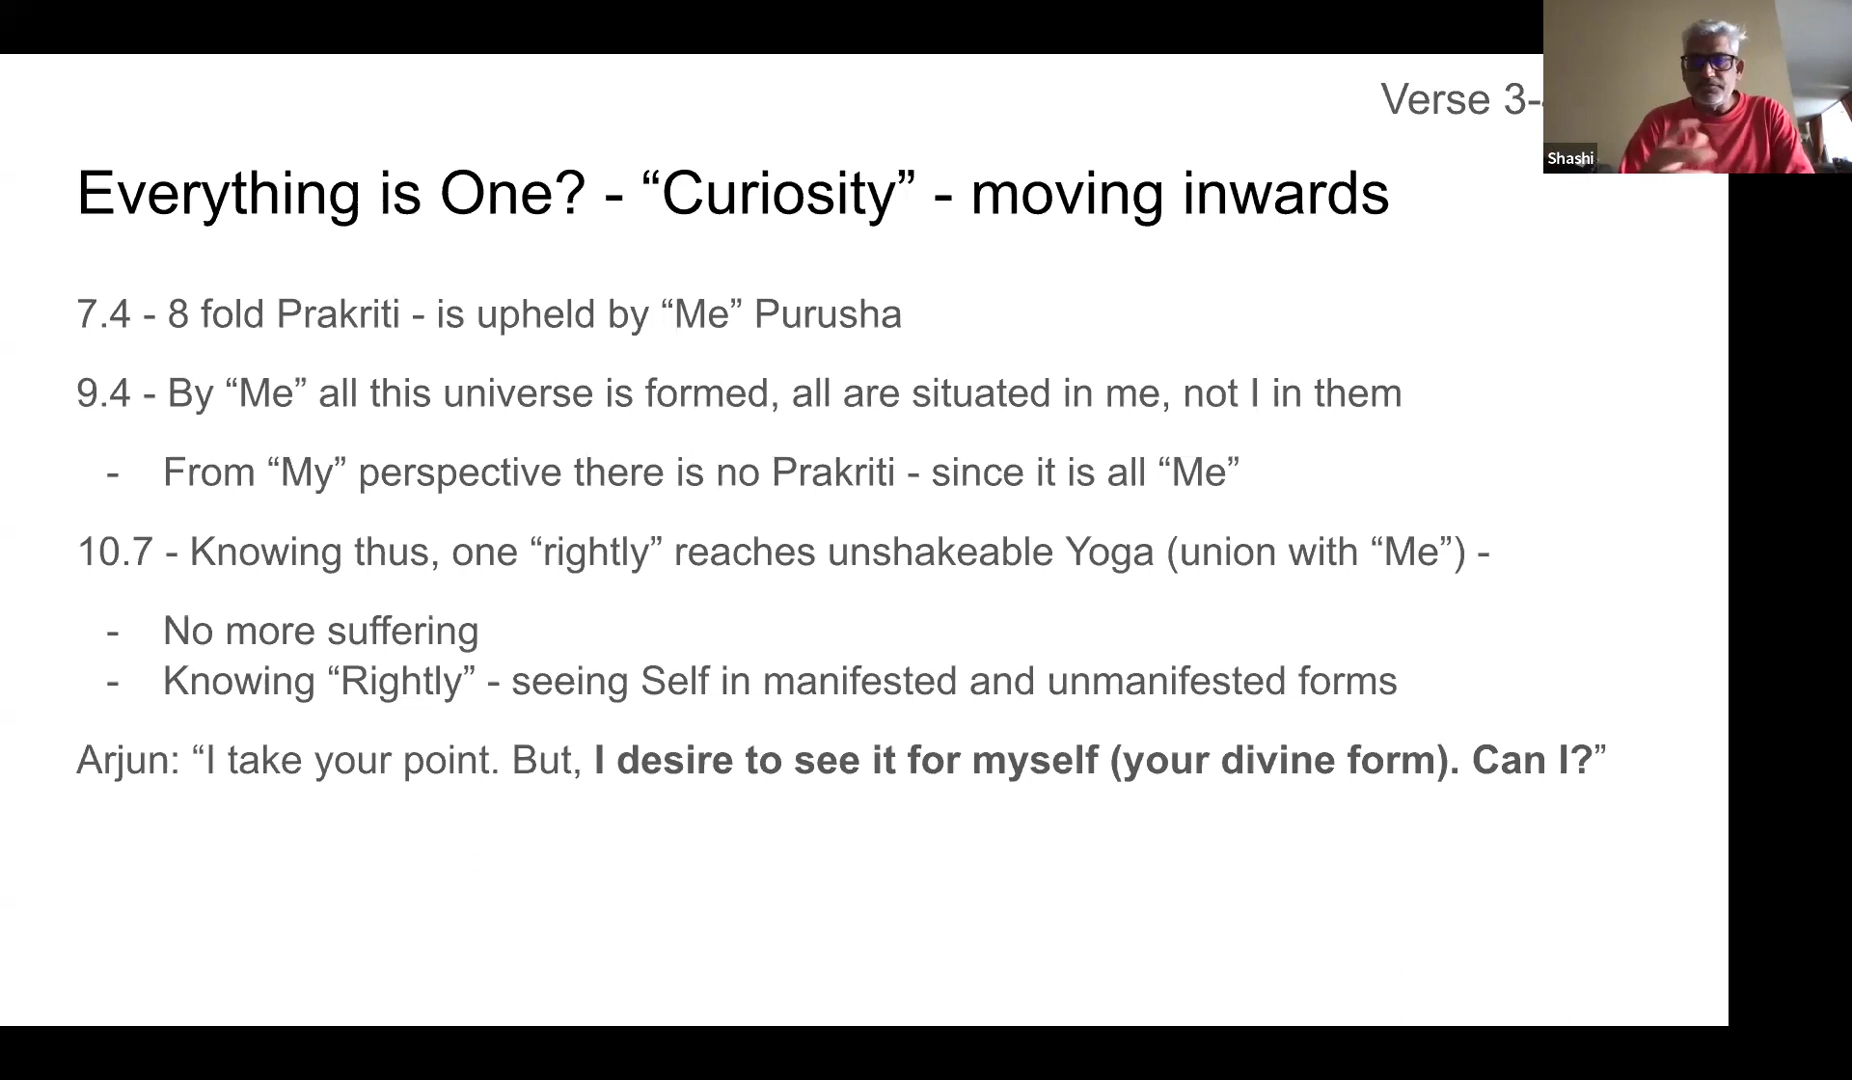 Verse 3-
Shashi
Everything is One? - “Curiosity” - moving inwards
7.4 - 8 fold Prakriti - is upheld by “Me” Purusha
9.4 - By “Me” all this universe is formed, all are situated in me, not I in them
- From “My” perspective there is no Prakriti - since it is all “Me”
10.7 - Knowing thus, one “rightly” reaches unshakeable Yoga (union with “Me”) -
- No more suffering
- Knowing “Rightly” - seeing Self in manifested and unmanifested forms
Arjun: “I take your point. But, I desire to see it for myself (your divine form). Can I?”